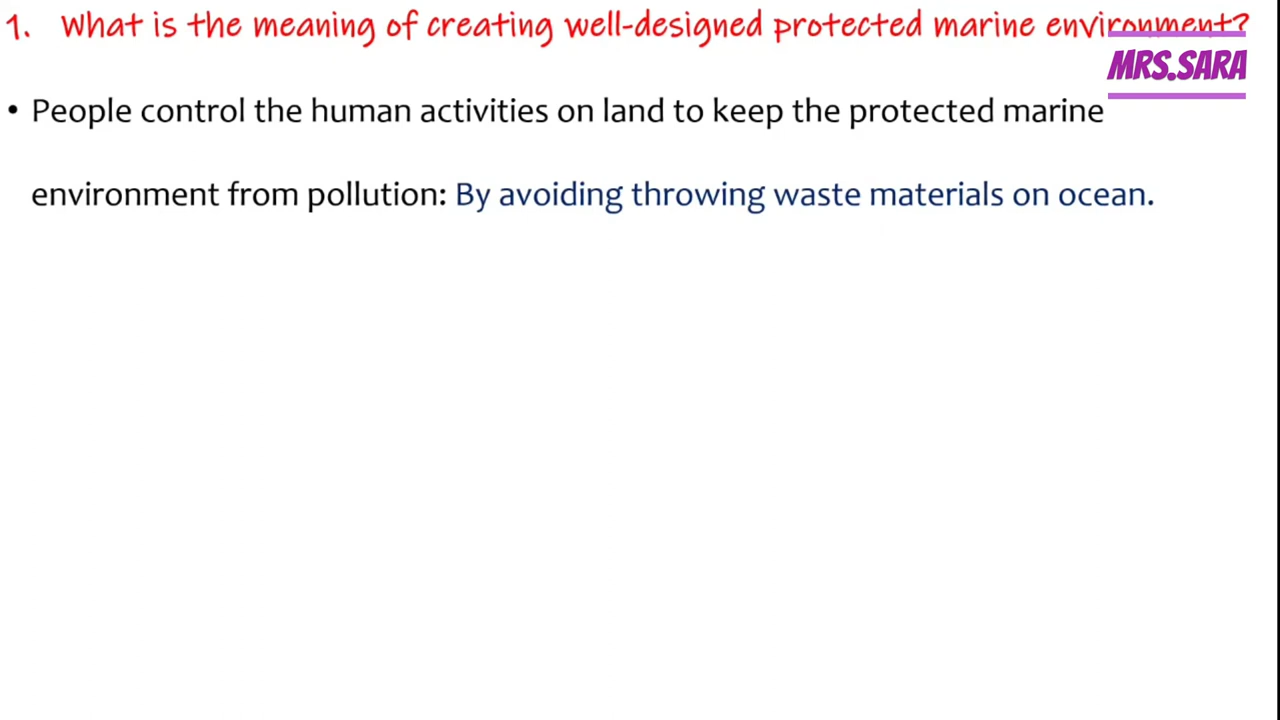 1. What is the meaning of creating well-designed protected marine environment?
MRS.SARA
• People control the human activities on land to keep the protected marine
environment from pollution: By avoiding throwing waste materials on ocean.